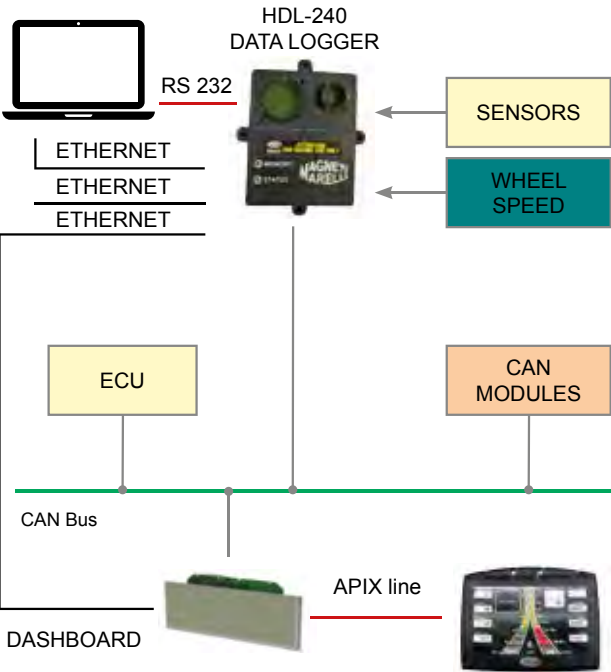 HDL-240
DATA LOGGER
RS 232
SENSORS
ETHERNET
ETHERNET
ETHERNET
MAGNETI
MARELLI
WHEEL
SPEED
ECU
CAN
MODULES
CAN Bus
APIX line
DASHBOARD